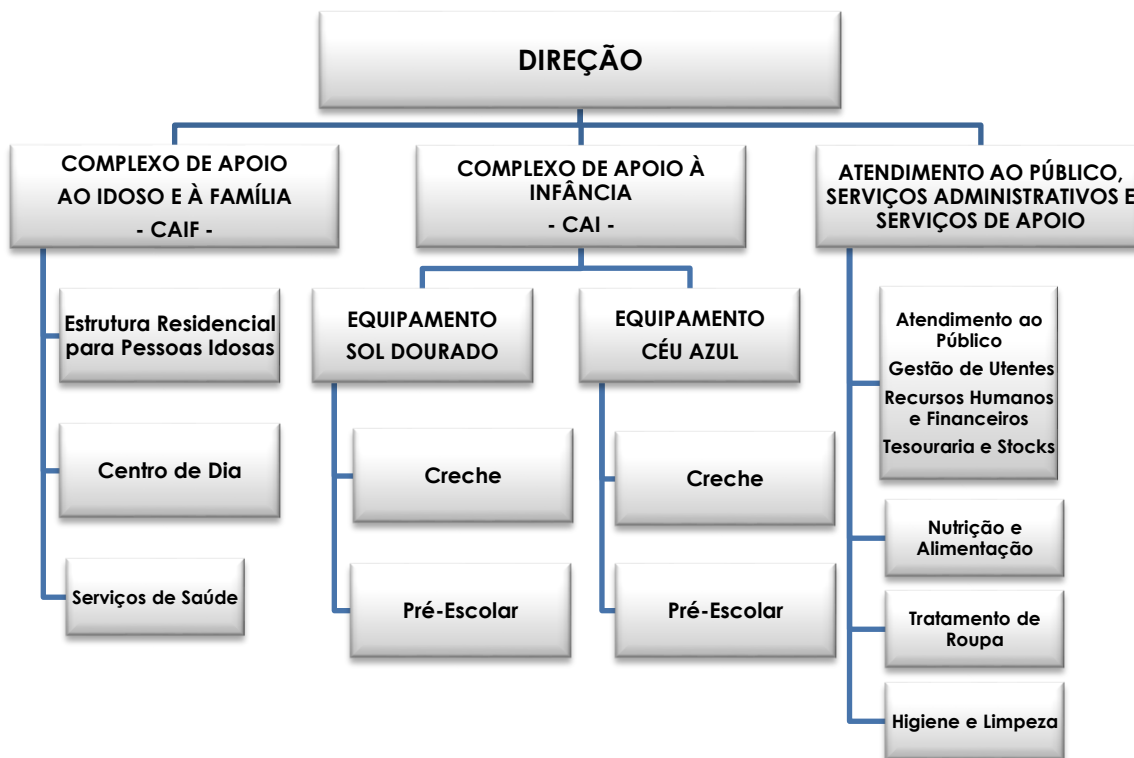 DIREÇÃO
COMPLEXO DE APOIO
AO IDOSO E À FAMÍLIA
- CAIF -
Estrutura Residencial
para Pessoas Idosas
Centro de Dia
Serviços de Saúde
COMPLEXO DE APOIO À
INFÂNCIA
- CAI -
EQUIPAMENTO
SOL DOURADO
Creche
Pré-Escolar
EQUIPAMENTO
CÉU AZUL
Creche
Pré-Escolar
ATENDIMENTO AO PÚBLICO,
SERVIÇOS ADMINISTRATIVOS E
SERVIÇOS DE APOIO
Atendimento ao
Público
Gestão de Utentes
Recursos Humanos
e Financeiros
Tesouraria e Stocks
Nutrição e
Alimentação
Tratamento de
Roupa
Higiene e Limpeza